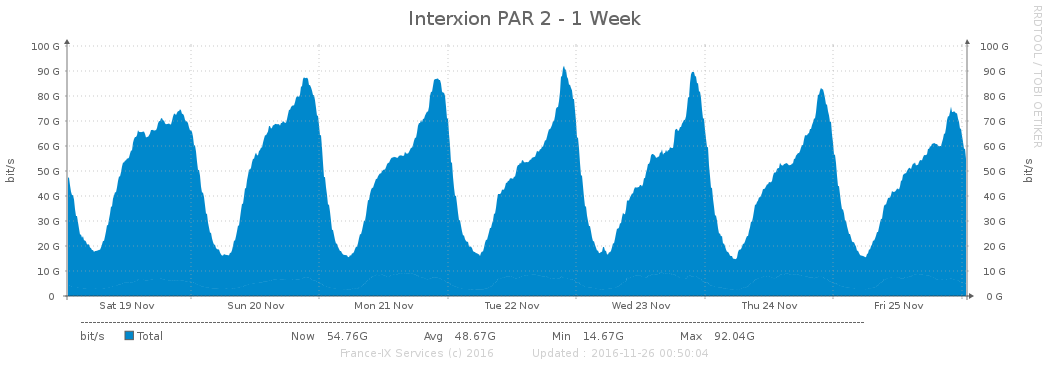 Interxion PAR 2 - 1 Week
RRDTOOL / TOBI OETIKER
100 G 100 G
90 G 90 G
80 G 80 G
70 G 70 G
60 G 60 G
50 G 50 G
40 G 40 G
30 G 30 G
20 G 20 G
10 G 10 G
0 0 G
bit/s bit/s
Sat 19 Nov Sun 20 Nov Mon 21 Nov Tue 22 Nov Wed 23 Nov Thu 24 Nov Fri 25 Nov
bit/s Total Now 54.76G Avg 48.67G Min 14.67G Max 92.04G
France-IX Services (c) 2016 Updated : 2016-11-26 00:50:04